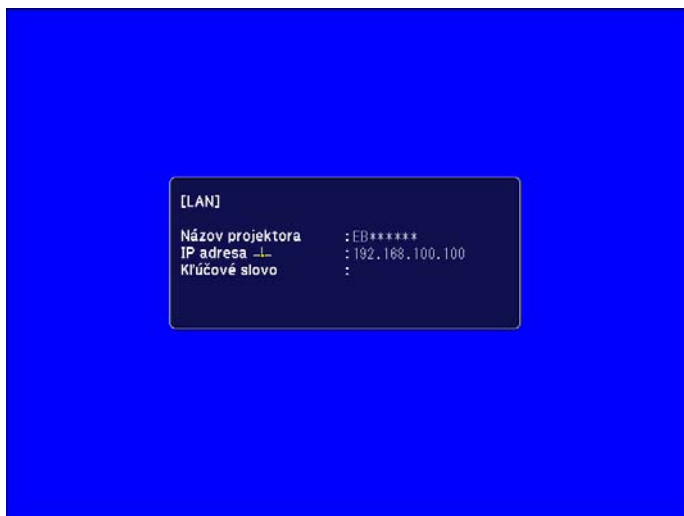 [LAN]
Názov projektora :EB******
IP adresa :192.168.100.100
Kľúčové slovo :